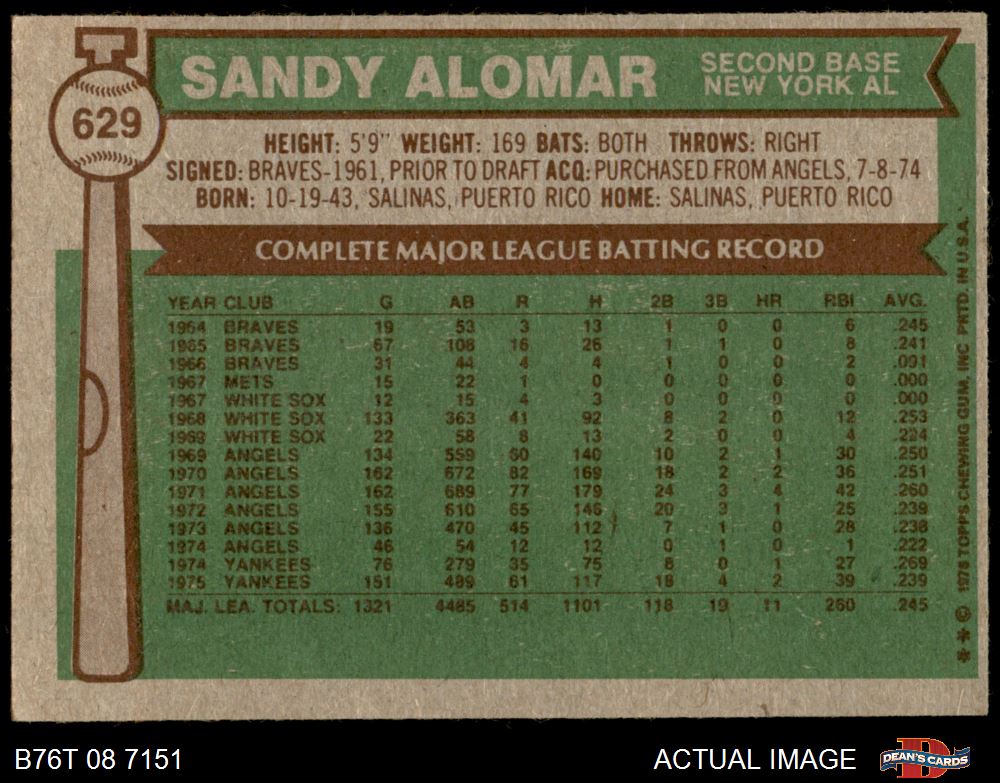 629
SANDY ALOMAR
SECOND BASE
NEW YORK AL
HEIGHT: 5'9" WEIGHT: 169 BATS: BOTH THROWS: RIGHT
SIGNED: BRAVES-1961, PRIOR TO DRAFT ACQ: PURCHASED FROM ANGELS, 7-8-74
BORN: 10-19-43, SALINAS, PUERTO RICO HOME: SALINAS, PUERTO RICO
COMPLETE MAJOR LEAGUE BATTING RECORD
YEAR CLUB G AB R H 2B 3B HR RBI AVG.
1964 BRAVES 19 53 3 13 1 0 0 6 .245
1965 BRAVES 67 108 16 26 1 1 0 8 .241
1966 BRAVES 31 44 4 4 1 0 0 2 .091
1967 METS 15 22 1 0 0 0 0 0 .000
1967 WHITE SOX 12 15 4 3 0 0 0 0 .000
1968 WHITE SOX 133 363 41 92 8 2 0 12 .253
1969 WHITE SOX 22 58 8 13 2 0 0 4 .224
1969 ANGELS 134 559 60 140 10 2 1 30 .250
1970 ANGELS 162 672 82 169 18 2 2 36 .251
1971 ANGELS 162 689 77 179 24 3 4 42 .260
1972 ANGELS 155 610 65 146 20 3 1 25 .239
1973 ANGELS 136 470 45 112 7 1 0 28 .238
1974 ANGELS 46 54 12 12 0 1 0 1 .222
1974 YANKEES 76 279 35 75 8 0 1 27 .269
1975 YANKEES 151 489 61 117 18 4 2 39 .239
MAJ. LEA. TOTALS: 1321 4485 514 1101 118 19 11 260 .245
* * © 1976 TOPPS CHEWING GUM, INC PRTD. IN U.S.A.
B76T 08 7151
ACTUAL IMAGE
DEAN'S CARDS